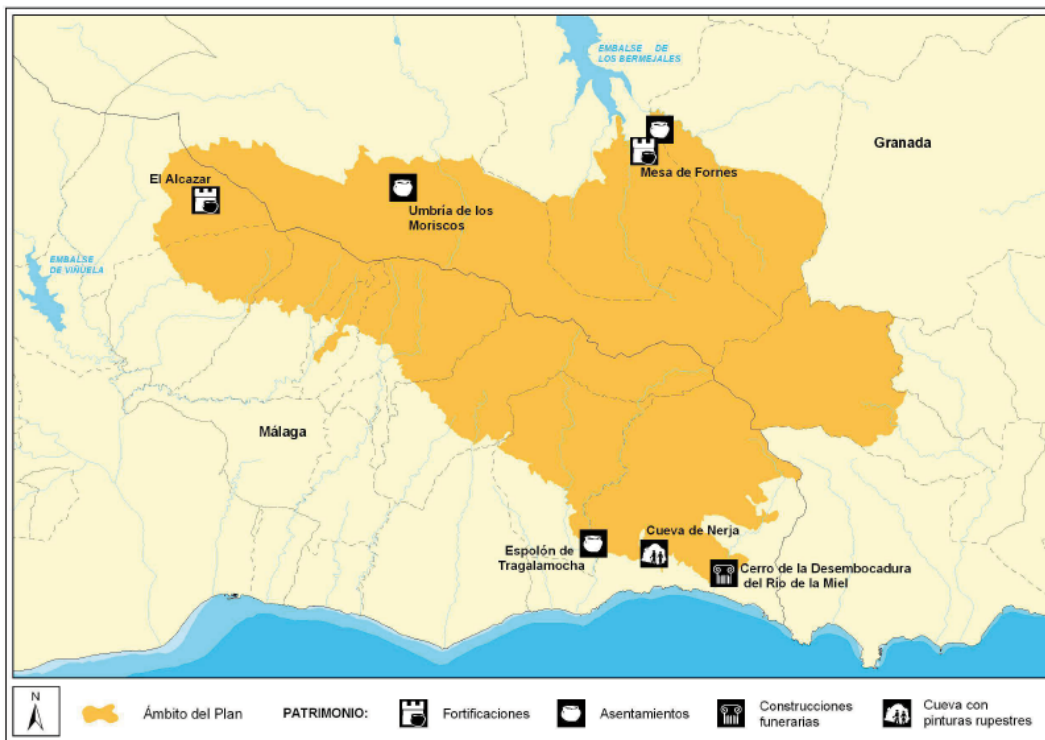 EMBALSE DE
LOS BERMEJALES
Granada
Mesa de Fornes
El Alcazar
Umbría de los
Moriscos
EMBALSE
DE VIÑUELA
Málaga
Cueva de Nerja
Espolón de
Tragalamocha
Cerro de la Desembocadura
del Río de la Miel
N
Ámbito del Plan
PATRIMONIO:
Fortificaciones
Asentamientos
Construcciones
funerarias
Cueva con
pinturas rupestres